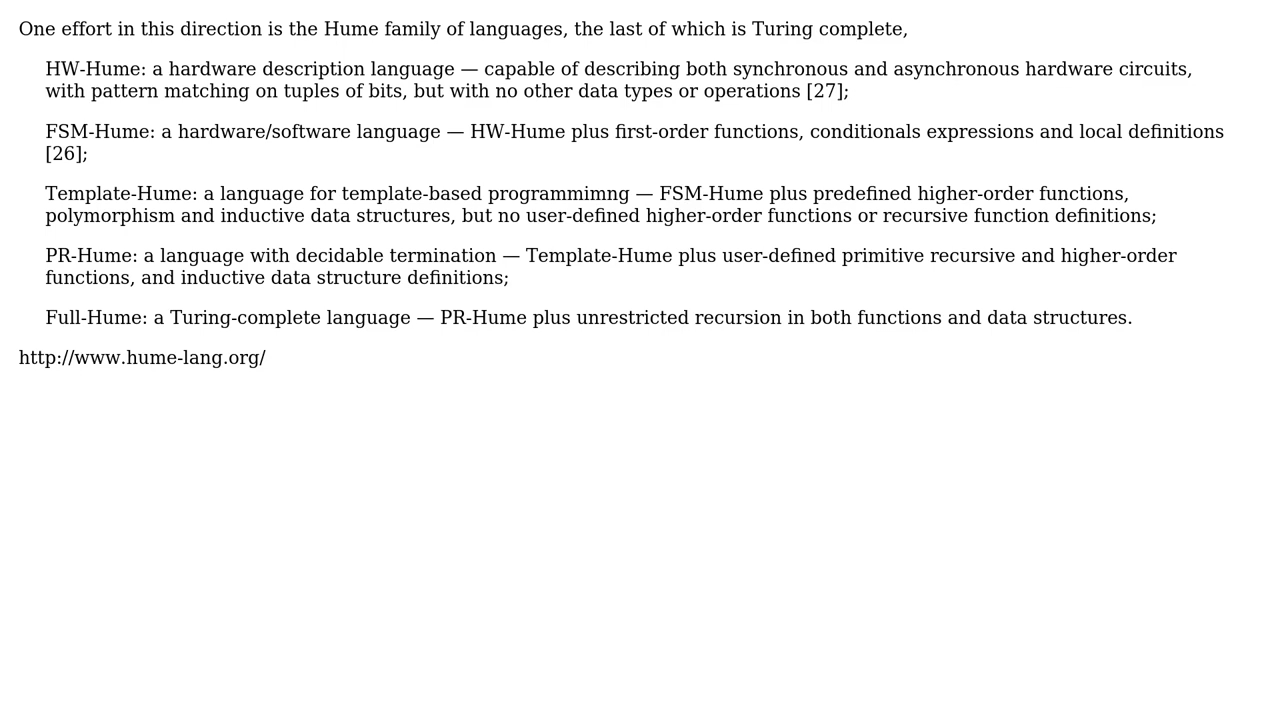 One effort in this direction is the Hume family of languages, the last of which is Turing complete,
HW-Hume: a hardware description language — capable of describing both synchronous and asynchronous hardware circuits,
with pattern matching on tuples of bits, but with no other data types or operations [27];
FSM-Hume: a hardware/software language — HW-Hume plus first-order functions, conditionals expressions and local definitions
[26];
Template-Hume: a language for template-based programmimng — FSM-Hume plus predefined higher-order functions,
polymorphism and inductive data structures, but no user-defined higher-order functions or recursive function definitions;
PR-Hume: a language with decidable termination — Template-Hume plus user-defined primitive recursive and higher-order
functions, and inductive data structure definitions;
Full-Hume: a Turing-complete language — PR-Hume plus unrestricted recursion in both functions and data structures.
http://www.hume-lang.org/